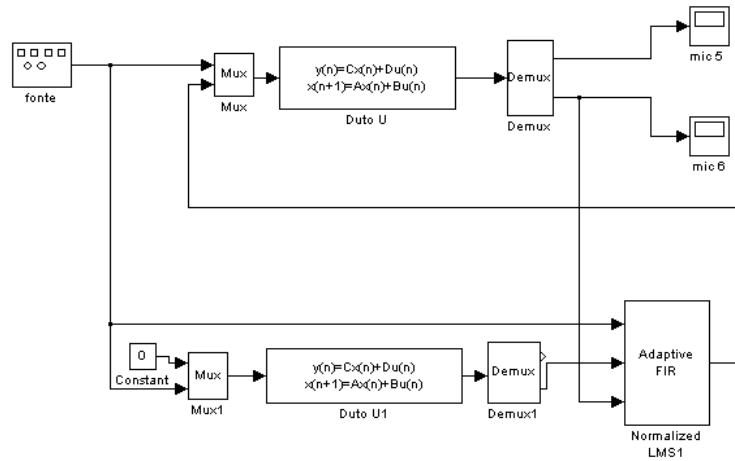 fonte
Mux
Mux
y(n)=Cx(n)+Du(n)
x(n+1)=Ax(n)+Bu(n)
Duto U
Demux
Demux
mic 5
mic 6
0
Constant
Mux
Mux1
y(n)=Cx(n)+Du(n)
x(n+1)=Ax(n)+Bu(n)
Duto U1
Demux
Demux1
Adaptive
FIR
Normalized
LMS1